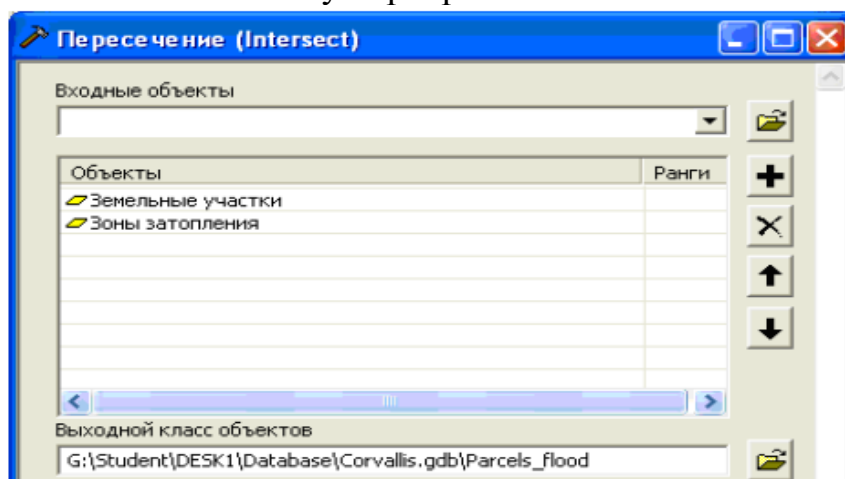 Пересечение (Intersect)
Входные объекты
Объекты Ранги
Земельные участки
Зоны затопления
Выходной класс объектов
G:\Student\DESK1\Database\Corvallis.gdb\Parcels_flood